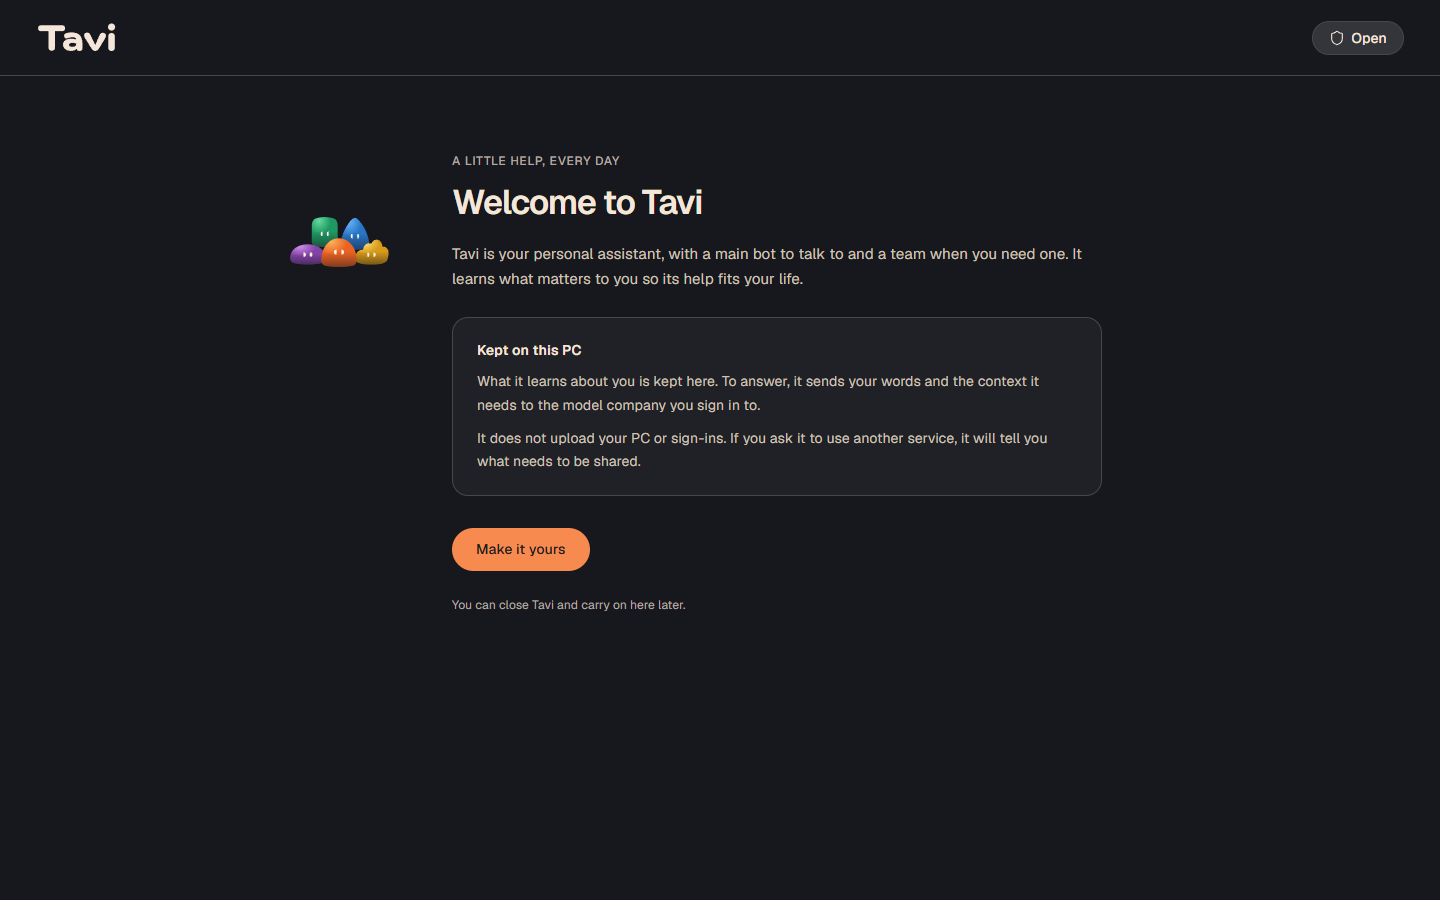 Tavi
Open
A LITTLE HELP, EVERY DAY
Welcome to Tavi
Tavi is your personal assistant, with a main bot to talk to and a team when you need one. It
learns what matters to you so its help fits your life.
Kept on this PC
What it learns about you is kept here. To answer, it sends your words and the context it
needs to the model company you sign in to.
It does not upload your PC or sign-ins. If you ask it to use another service, it will tell you
what needs to be shared.
Make it yours
You can close Tavi and carry on here later.